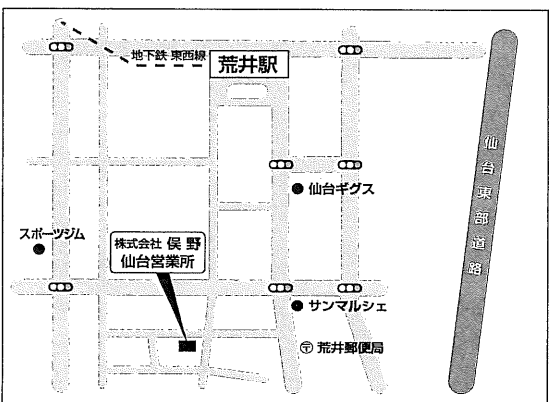 地下鉄 東西線
荒井駅
仙台東部道路
仙台ギグス
スポーツジム
株式会社 俣野
仙台営業所
サンマルシェ
〒 荒井郵便局